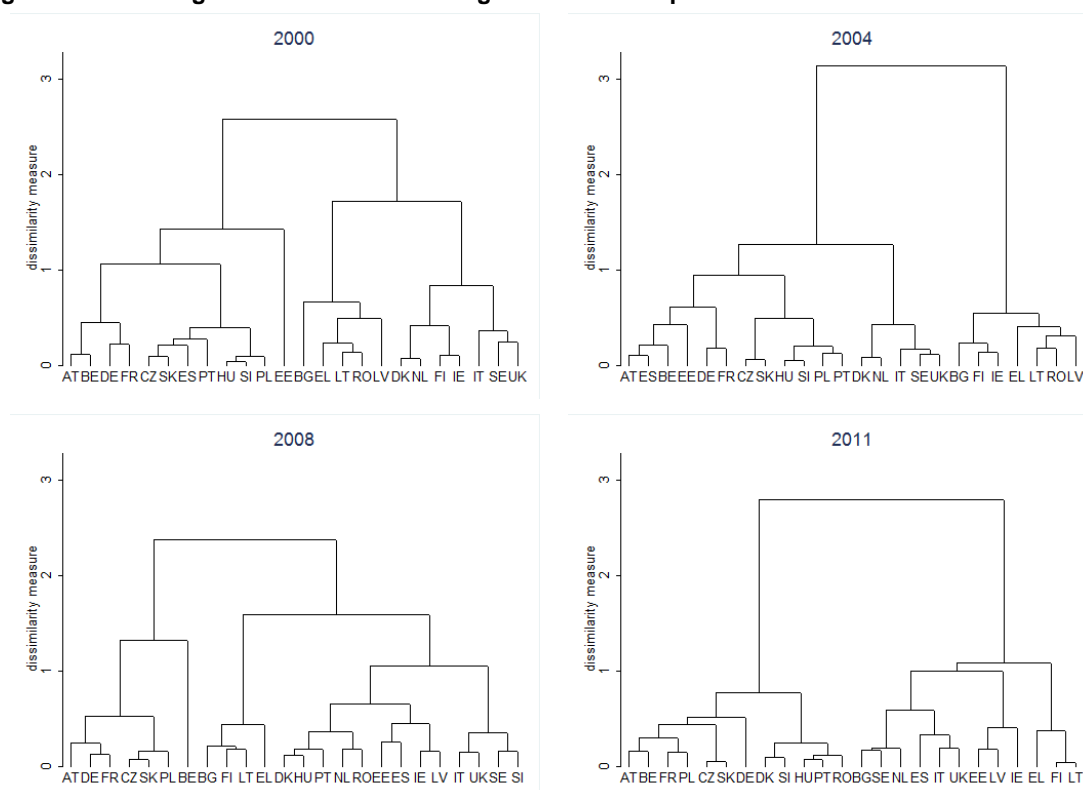 2000
dissimilarity measure
3
2
1
0
AT BE DE FR CZ SK ES PT HU SI PL EE BG EL LT RO LV DK NL FI IE IT SE UK
2004
dissimilarity measure
3
2
1
0
AT ES BE EE DE FR CZ SK HU SI PL PT DK NL IT SE UK BG FI IE EL LT RO LV
2008
dissimilarity measure
3
2
1
0
AT DE FR CZ SK PL BE BG FI LT EL DK HU PT NL RO EE ES IE LV IT UK SE SI
2011
dissimilarity measure
3
2
1
0
AT BE FR PL CZ SK DE DK SI HU PT RO BG SE NL ES IT UK EE LV IE EL FI LT